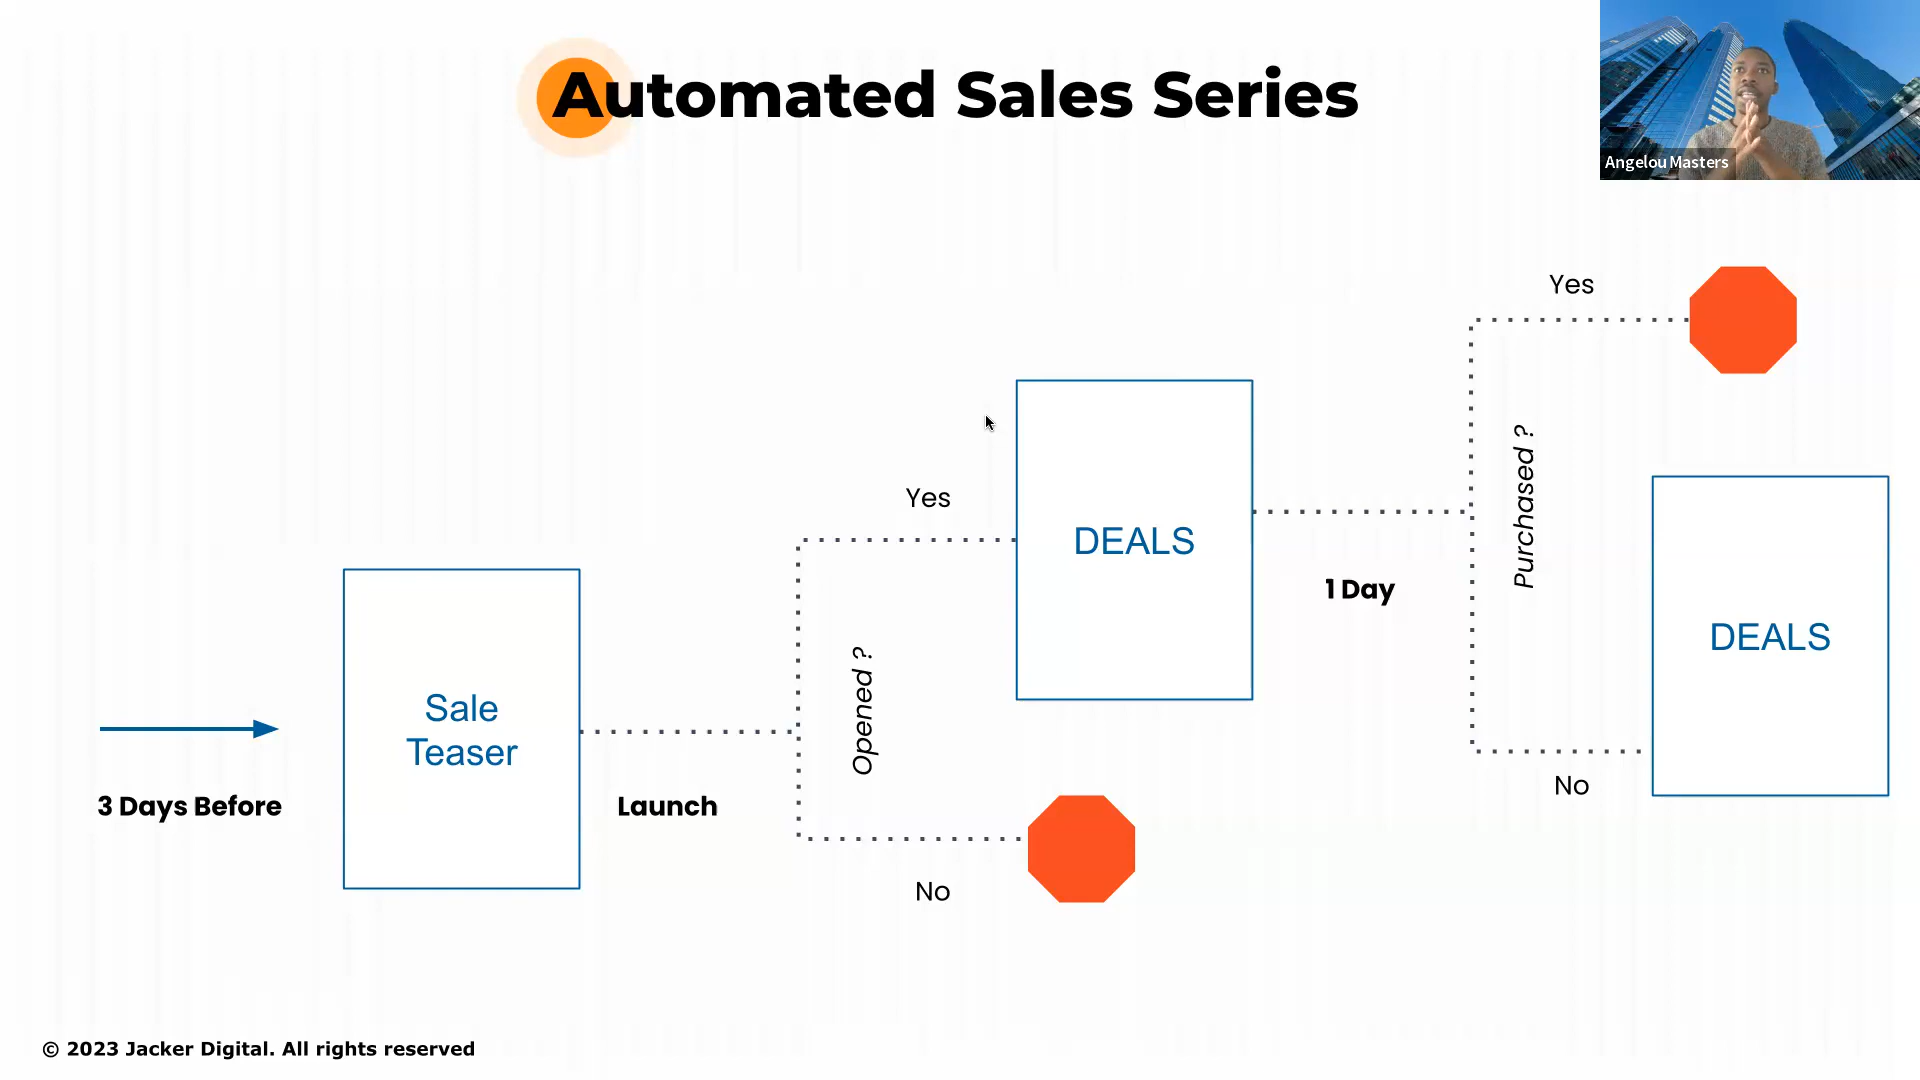 Automated Sales Series
Angelou Masters
Yes
Purchased ?
DEALS
Yes
1 Day
DEALS
No
Opened ?
Sale
Teaser
3 Days Before
Launch
No
© 2023 Jacker Digital. All rights reserved